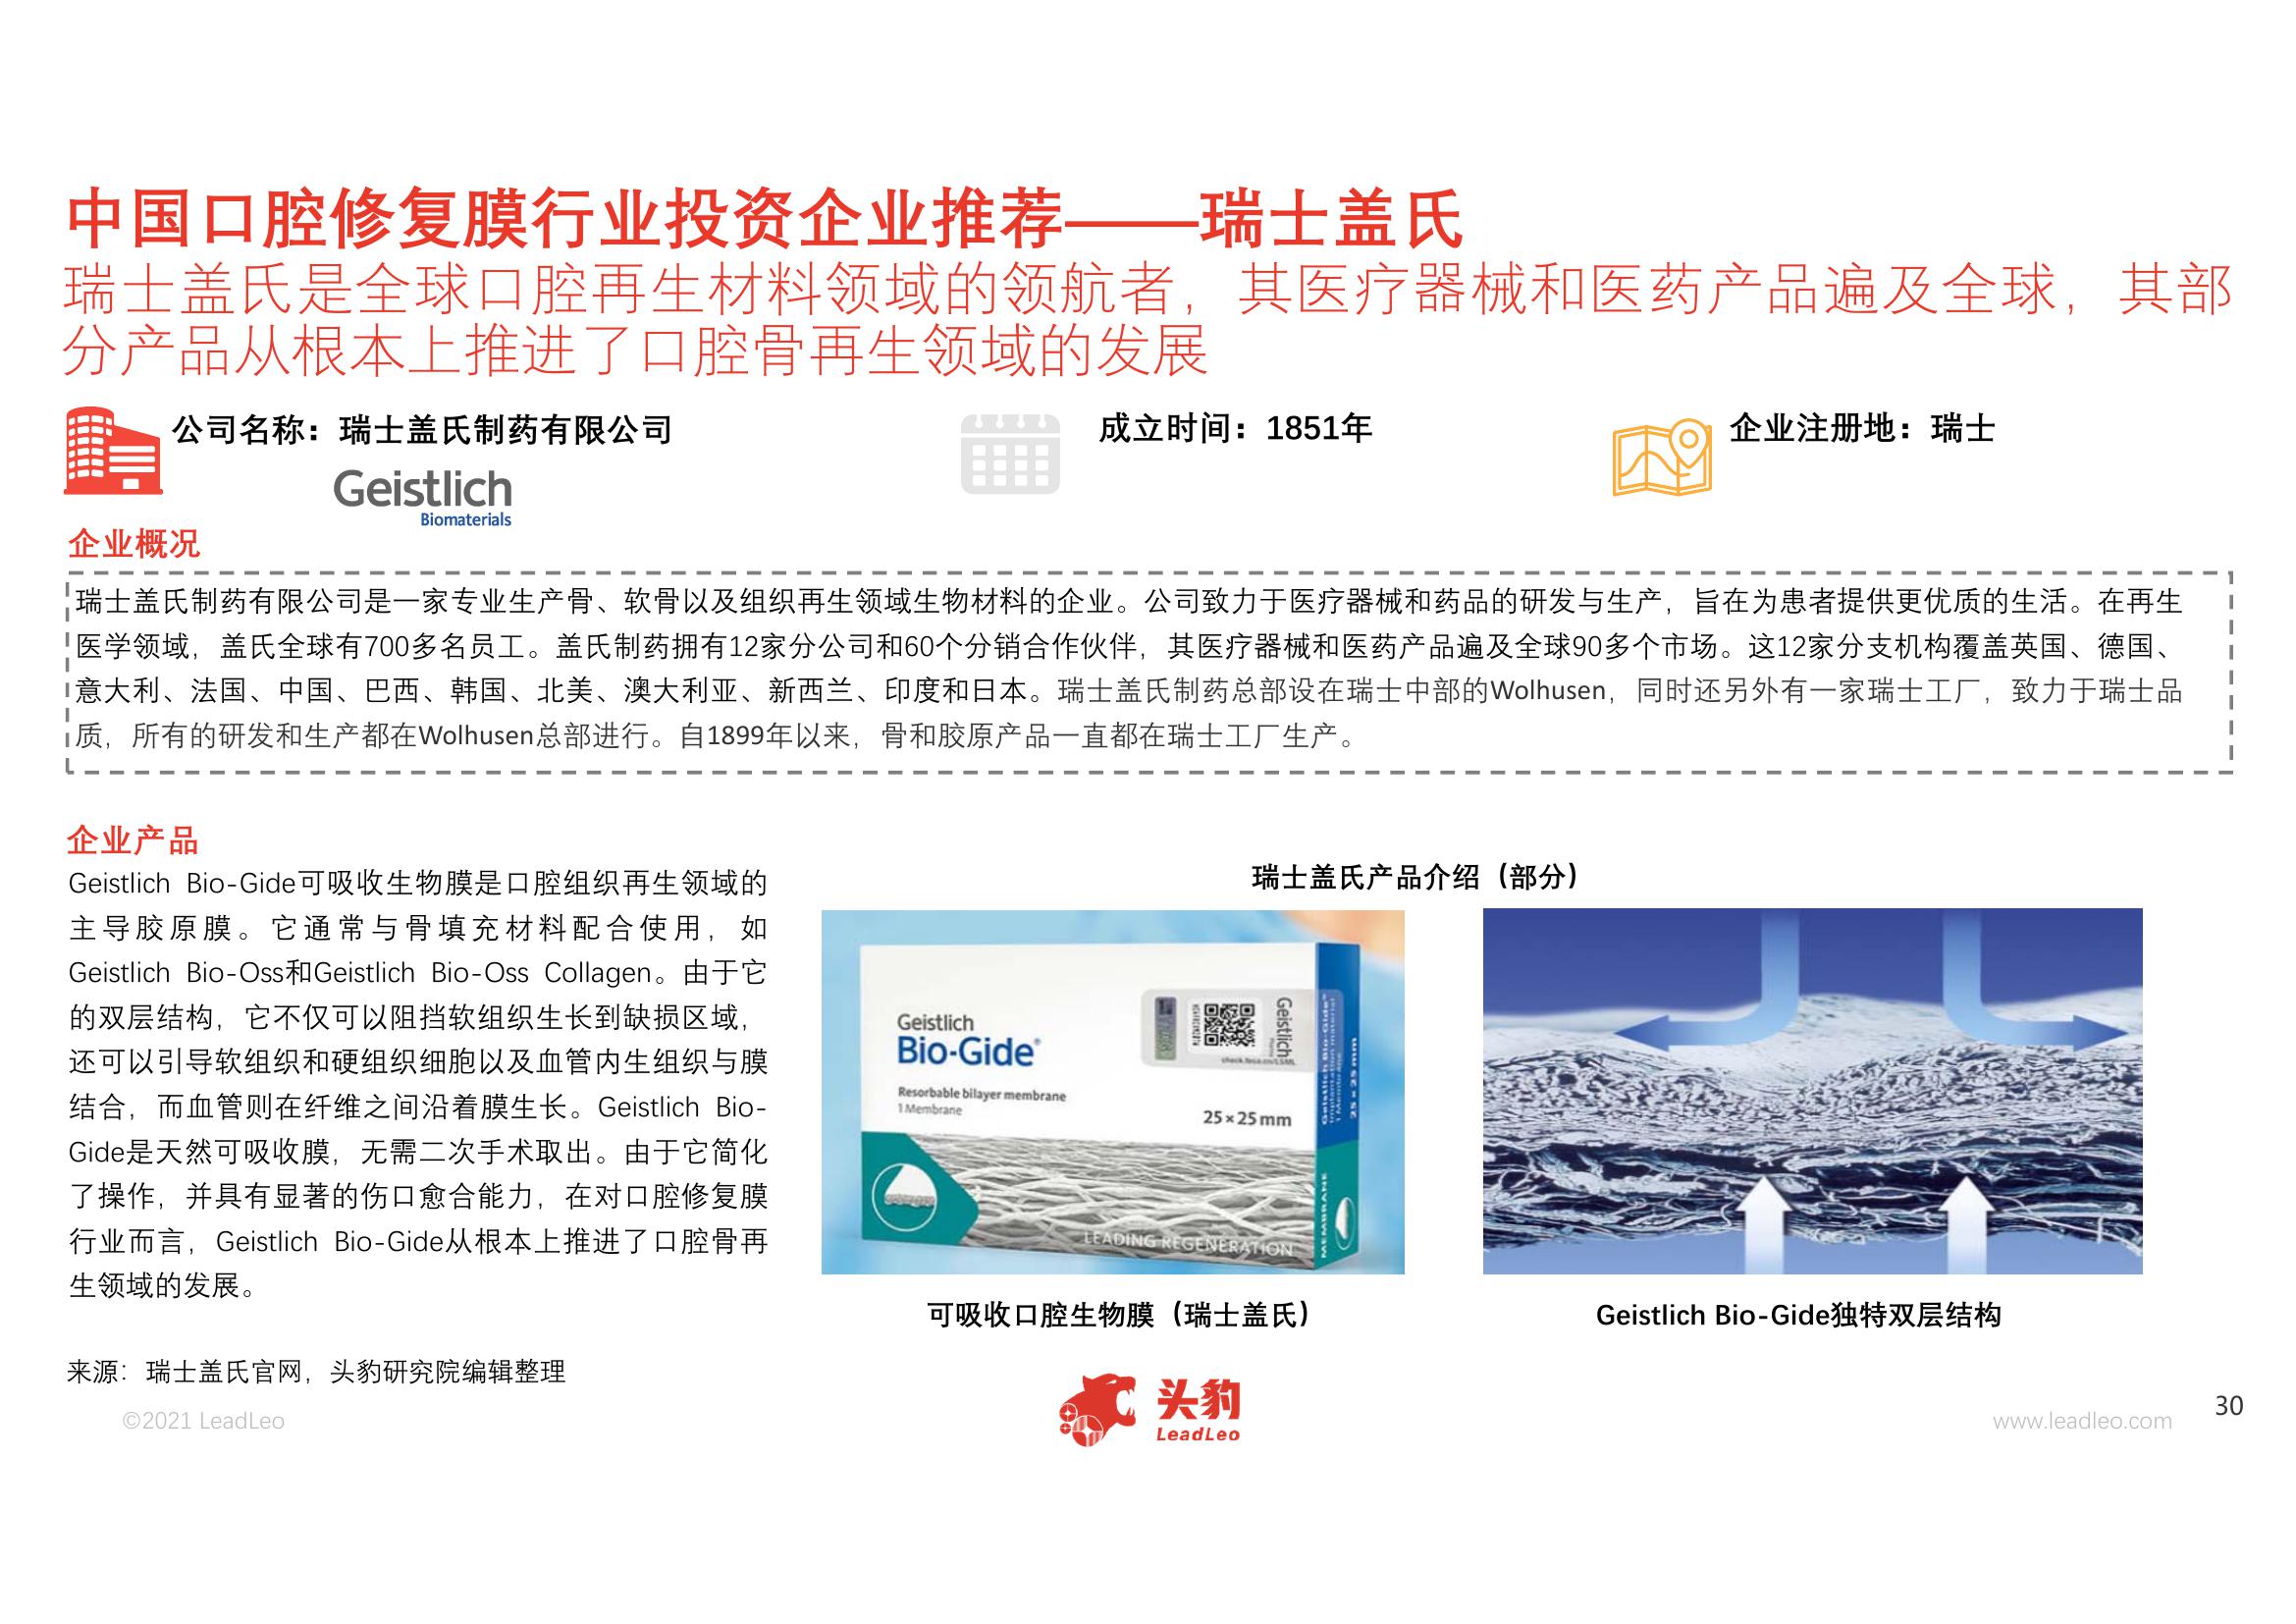 中国口腔修复膜行业投资企业推荐——瑞士盖氏
瑞士盖氏是全球口腔再生材料领域的领航者，其医疗器械和医药产品遍及全球，其部
分产品从根本上推进了口腔骨再生领域的发展
公司名称：瑞士盖氏制药有限公司
成立时间：1851年
企业注册地：瑞士
Geistlich
Biomaterials
企业概况
瑞士盖氏制药有限公司是一家专业生产骨、软骨以及组织再生领域生物材料的企业。公司致力于医疗器械和药品的研发与生产，旨在为患者提供更优质的生活。在再生
医学领域，盖氏全球有700多名员工。盖氏制药拥有12家分公司和60个分销合作伙伴，其医疗器械和医药产品遍及全球90多个市场。这12家分支机构覆盖英国、德国、
意大利、法国、中国、巴西、韩国、北美、澳大利亚、新西兰、印度和日本。瑞士盖氏制药总部设在瑞士中部的Wolhusen，同时还另外有一家瑞士工厂，致力于瑞士品
质，所有的研发和生产都在Wolhusen总部进行。自1899年以来，骨和胶原产品一直都在瑞士工厂生产。
企业产品
Geistlich Bio-Gide可吸收生物膜是口腔组织再生领域的
主导胶原膜。它通常与骨填充材料配合使用，如
Geistlich Bio-Oss和Geistlich Bio-Oss Collagen。由于它
的双层结构，它不仅可以阻挡软组织生长到缺损区域，
还可以引导软组织和硬组织细胞以及血管内生组织与膜
结合，而血管则在纤维之间沿着膜生长。Geistlich Bio-
Gide是天然可吸收膜，无需二次手术取出。由于它简化
了操作，并具有显著的伤口愈合能力，在对口腔修复膜
行业而言，Geistlich Bio-Gide从根本上推进了口腔骨再
生领域的发展。
瑞士盖氏产品介绍（部分）
Geistlich
Bio-Gide®
Resorbable bilayer membrane
1 Membrane
25×25 mm
Geistlich
LEADING REGENERATION
Geistlich Bio-Gide®
1 Membrane
25×25 mm
MEMBRANE
可吸收口腔生物膜（瑞士盖氏）
Geistlich Bio-Gide独特双层结构
来源：瑞士盖氏官网，头豹研究院编辑整理
©2021 LeadLeo
头豹
LeadLeo
www.leadleo.com
30